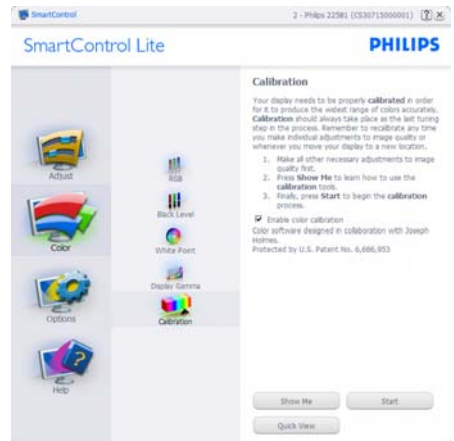 SmartControl
2 - Philips 225B1 (CS30715000001)
SmartControl Lite
PHILIPS
Adjust
Color
Options
Help
RGB
Black Level
White Point
Display Gamma
Calibration
Calibration
Your display needs to be properly calibrated in order
for it to produce the widest range of colors accurately.
Calibration should always take place as the last tuning
step in the process. Remember to recalibrate any time
you make individual adjustments to image quality or
whenever you move your display to a new location.
1. Make all other necessary adjustments to image
quality first.
2. Press Show Me to learn how to use the
calibration tools.
3. Finally, press Start to begin the calibration
process.
Enable color calibration
Color software designed in collaboration with Joseph
Holmes.
Protected by U.S. Patent No. 6,686,953
Show Me
Start
Quick View